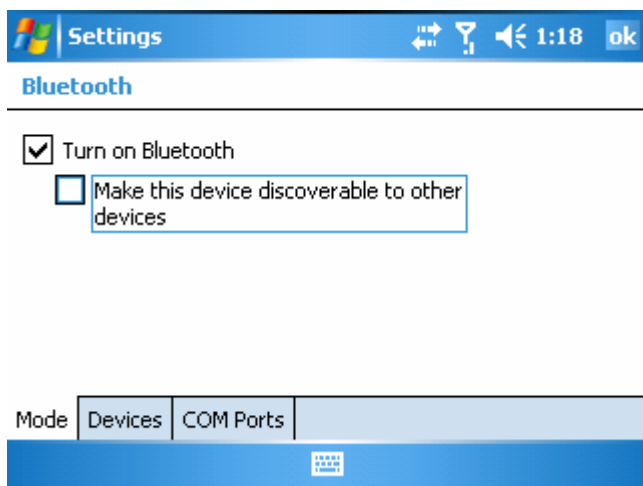 Settings 1:18 ok
Bluetooth
Turn on Bluetooth
Make this device discoverable to other
devices
Mode Devices COM Ports